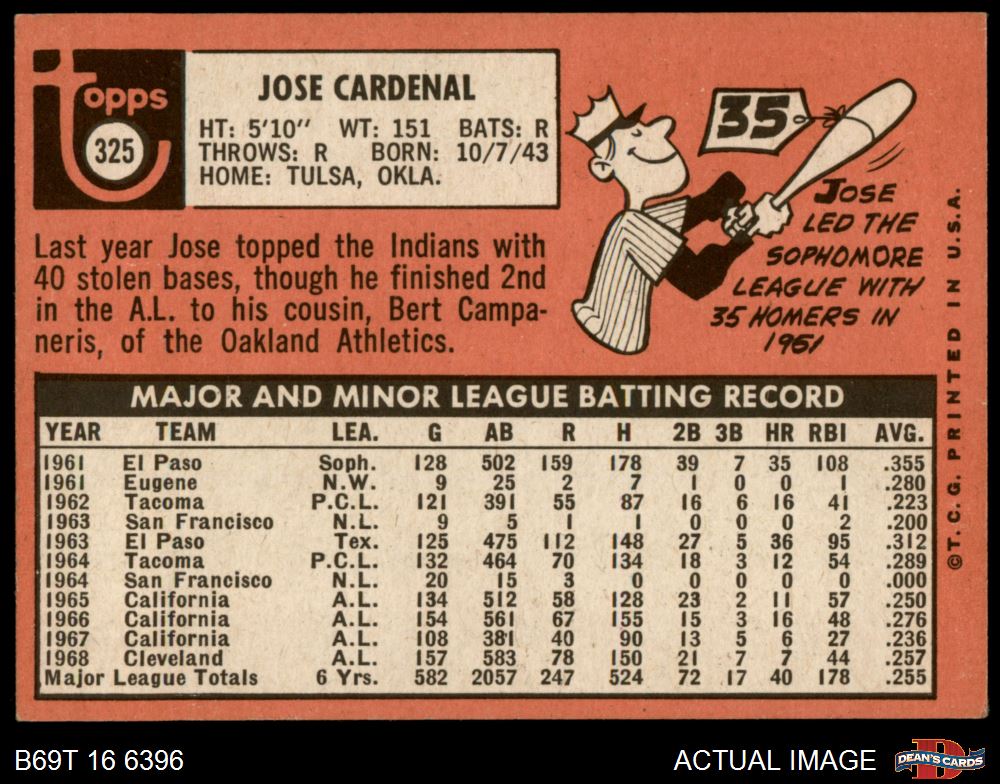 topps
325
JOSE CARDENAL
HT: 5'10" WT: 151 BATS: R
THROWS: R BORN: 10/7/43
HOME: TULSA, OKLA.
35
JOSE
LED THE
SOPHOMORE
LEAGUE WITH
35 HOMERS IN
1961
Last year Jose topped the Indians with
40 stolen bases, though he finished 2nd
in the A.L. to his cousin, Bert Campa-
neris, of the Oakland Athletics.
MAJOR AND MINOR LEAGUE BATTING RECORD
YEAR TEAM LEA. G AB R H 2B 3B HR RBI AVG.
1961 El Paso Soph. 128 502 159 178 39 7 35 108 .355
1961 Eugene N.W. 9 25 2 7 1 0 0 1 .280
1962 Tacoma P.C.L. 121 391 55 87 16 6 16 41 .223
1963 San Francisco N.L. 9 5 1 1 0 0 0 2 .200
1963 El Paso Tex. 125 475 112 148 27 5 36 95 .312
1964 Tacoma P.C.L. 132 464 70 134 18 3 12 54 .289
1964 San Francisco N.L. 20 15 3 0 0 0 0 0 .000
1965 California A.L. 134 512 58 128 23 2 11 57 .250
1966 California A.L. 154 561 67 155 15 3 16 48 .276
1967 California A.L. 108 381 40 90 13 5 6 27 .236
1968 Cleveland A.L. 157 583 78 150 21 7 7 44 .257
Major League Totals 6 Yrs. 582 2057 247 524 72 17 40 178 .255
©T.C.G. PRINTED IN U.S.A.
B69T 16 6396
ACTUAL IMAGE
D
DEAN'S CARDS